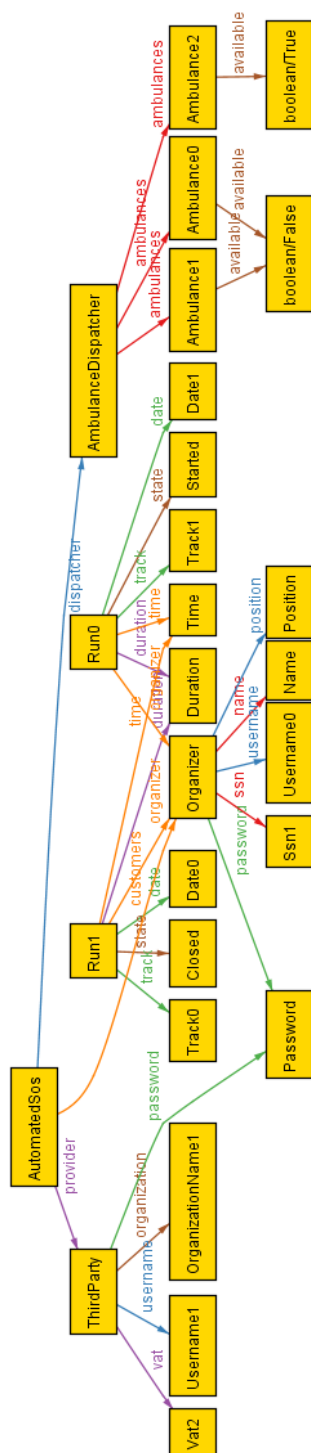 AutomatedSos
provider
dispatcher
customers
ThirdParty
Run1
Run0
AmbulanceDispatcher
vat
username
organization
password
track
state
date
organizer
duration
time
organizer
duration
time
track
state
date
ambulances
ambulances
ambulances
Vat2
Username1
OrganizationName1
Track0
Closed
Date0
Organizer
Duration
Time
Track1
Started
Date1
Ambulance1
Ambulance0
Ambulance2
password
ssn
username
name
position
available
available
available
Password
Ssn1
Username0
Name
Position
boolean/False
boolean/True